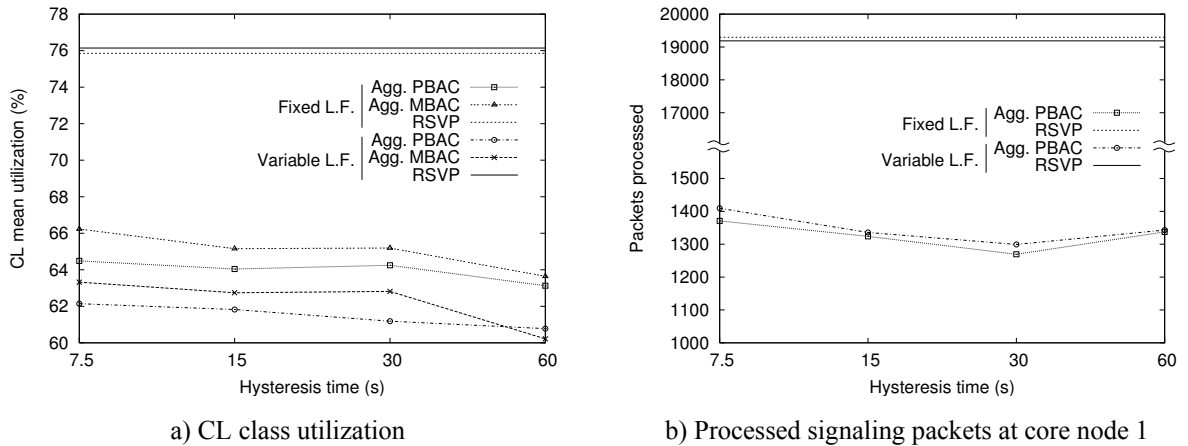 78
76
74
72
70
68
66
64
62
60
CL mean utilization (%)
Fixed L.F.
Agg. PBAC
Agg. MBAC
RSVP
Variable L.F.
Agg. PBAC
Agg. MBAC
RSVP
7.5 15 30 60
Hysteresis time (s)
a) CL class utilization
20000
19000
18000
17000
1500
1400
1300
1200
1100
1000
Packets processed
Fixed L.F.
Agg. PBAC
RSVP
Variable L.F.
Agg. PBAC
RSVP
7.5 15 30 60
Hysteresis time (s)
b) Processed signaling packets at core node 1